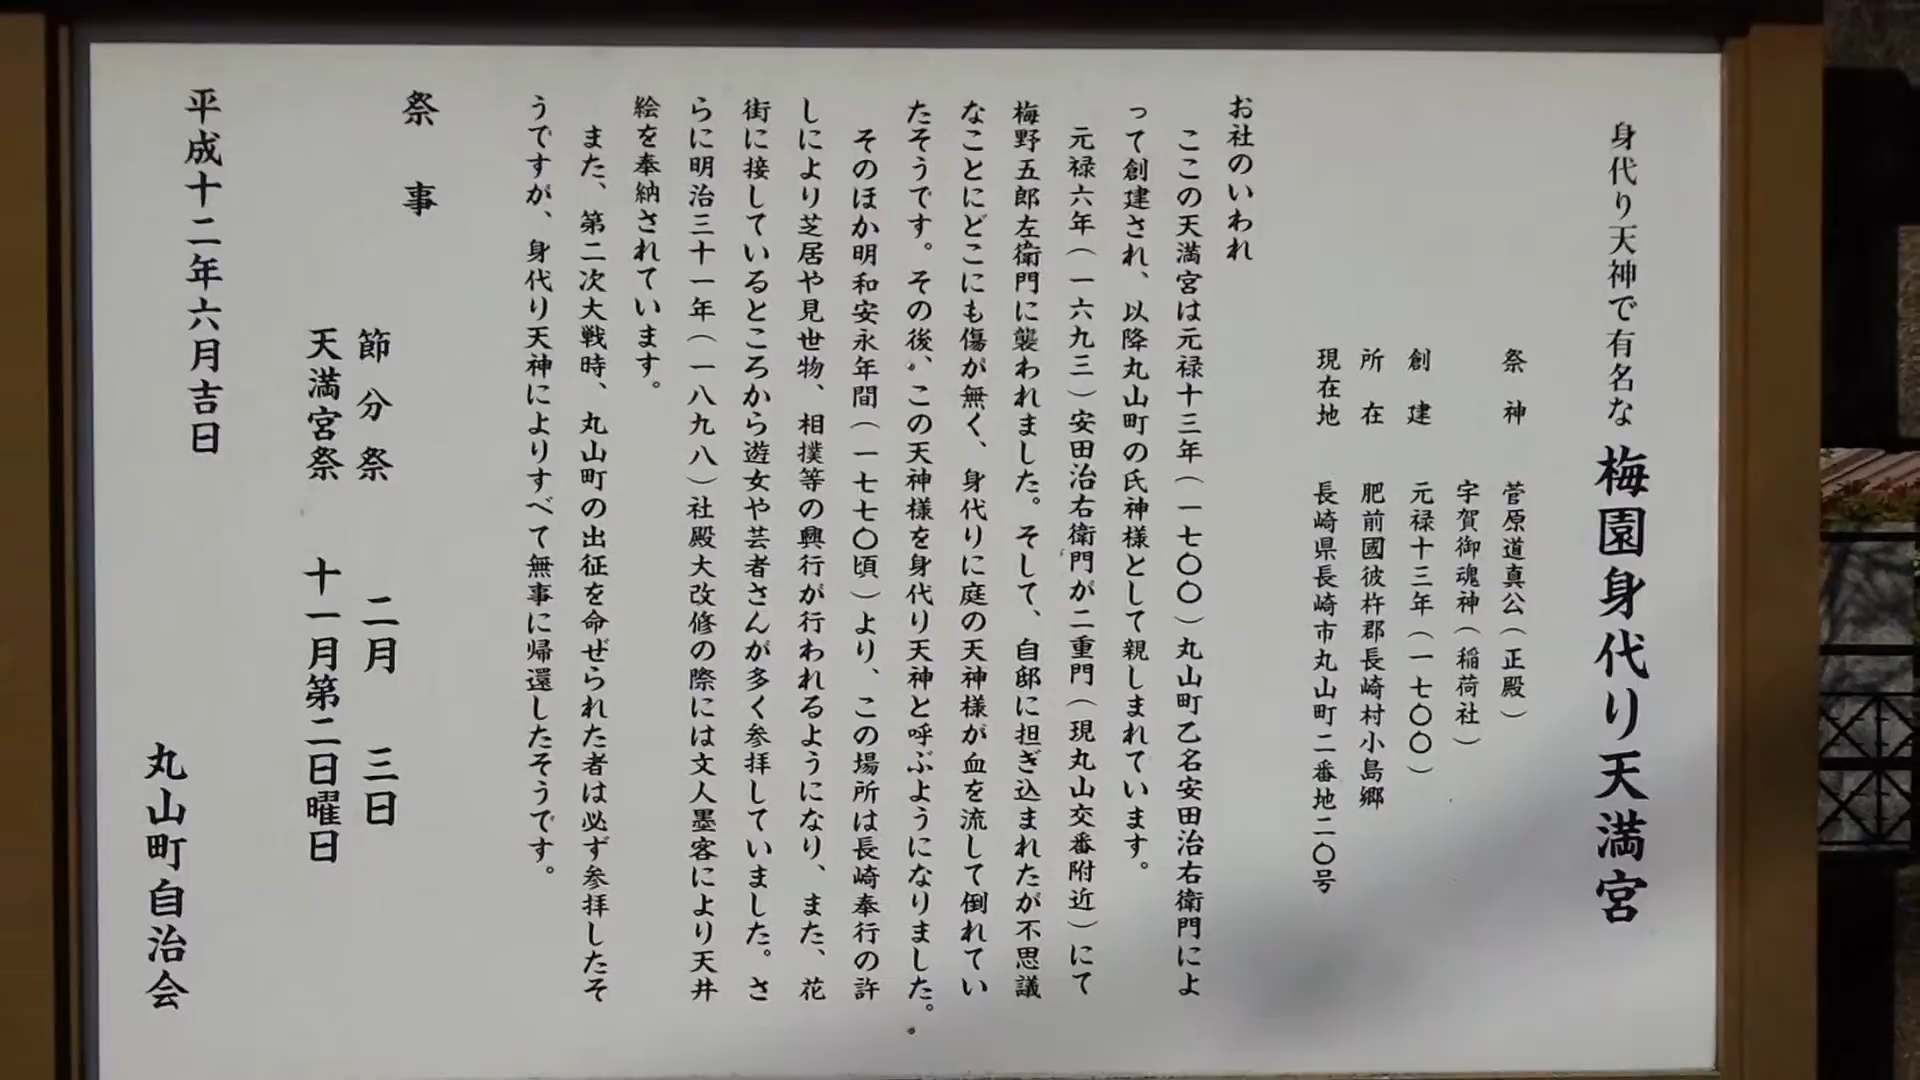 身代り天神で有名な 梅園身代り天満宮
祭神 菅原道真公(正殿)
宇賀御魂神(稲荷社)
創建 元禄十三年(一七〇〇)
所在 肥前國彼杵郡長崎村小島郷
現在地 長崎県長崎市丸山町二番地二〇号
お社のいわれ
ここの天満宮は元禄十三年(一七〇〇)丸山町乙名安田治右衛門によ
って創建され、以降丸山町の氏神様として親しまれています。
元禄六年(一六九三)安田治右衛門が二重門(現丸山交番附近)にて
梅野五郎左衛門に襲われました。そして、自邸に担ぎ込まれたが不思議
なことにどこにも傷が無く、身代りに庭の天神様が血を流して倒れてい
たそうです。その後、この天神様を身代り天神と呼ぶようになりました。
そのほか明和安永年間(一七七〇頃)より、この場所は長崎奉行の許
しにより芝居や見世物、相撲等の興行が行われるようになり、また、花
街に接しているところから遊女や芸者さんが多く参拝していました。さ
らに明治三十一年(一八九八)社殿大改修の際には文人墨客により天井
絵を奉納されています。
また、第二次大戦時、丸山町の出征を命ぜられた者は必ず参拝したそ
うですが、身代り天神によりすべて無事に帰還したそうです。
祭事
節分祭 二月 三日
天満宮祭 十一月第二日曜日
平成十二年六月吉日
丸山町自治会